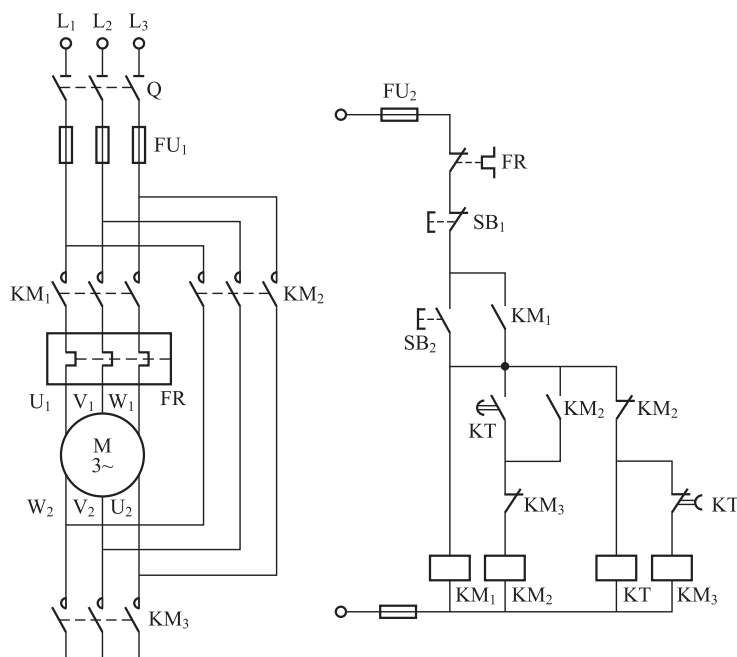 L₁ L₂ L₃
Q
FU₁
KM₁
KM₂
FR
U₁ V₁ W₁
M
3~
W₂ V₂ U₂
KM₃
FU₂
FR
SB₁
SB₂
KM₁
KT
KM₂
KM₂
KM₃
KT
KM₁ KM₂ KT KM₃